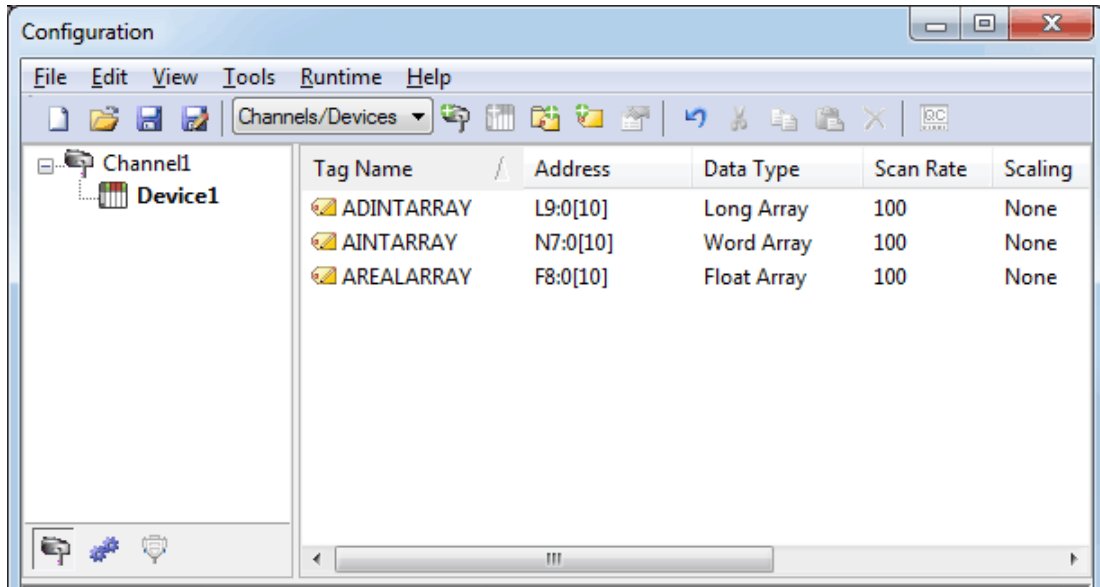 Configuration
File Edit View Tools Runtime Help
Channels/Devices
Channel1
Device1
Tag Name Address Data Type Scan Rate Scaling
ADINTARRAY L9:0[10] Long Array 100 None
AINTARRAY N7:0[10] Word Array 100 None
AREALARRAY F8:0[10] Float Array 100 None